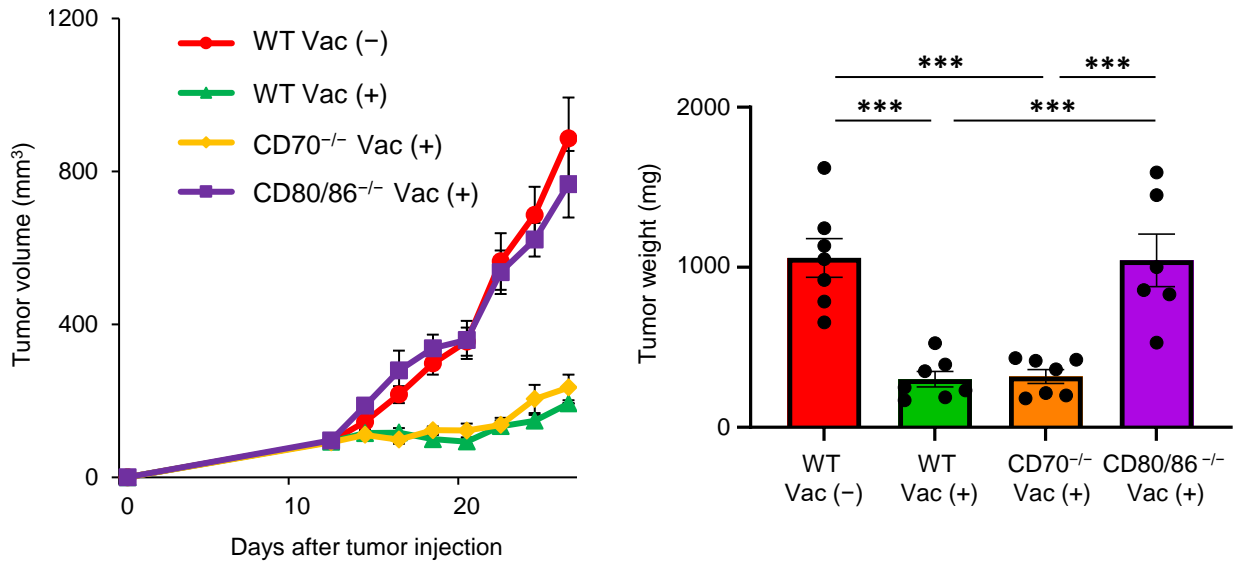 1200
800
400
0
Tumor volume (mm³)
WT Vac (−)
WT Vac (+)
CD70⁻/⁻ Vac (+)
CD80/86⁻/⁻ Vac (+)
0
10
20
Days after tumor injection
***
***
***
***
2000
1000
0
Tumor weight (mg)
WT
Vac (−)
WT
Vac (+)
CD70⁻/⁻
Vac (+)
CD80/86⁻/⁻
Vac (+)